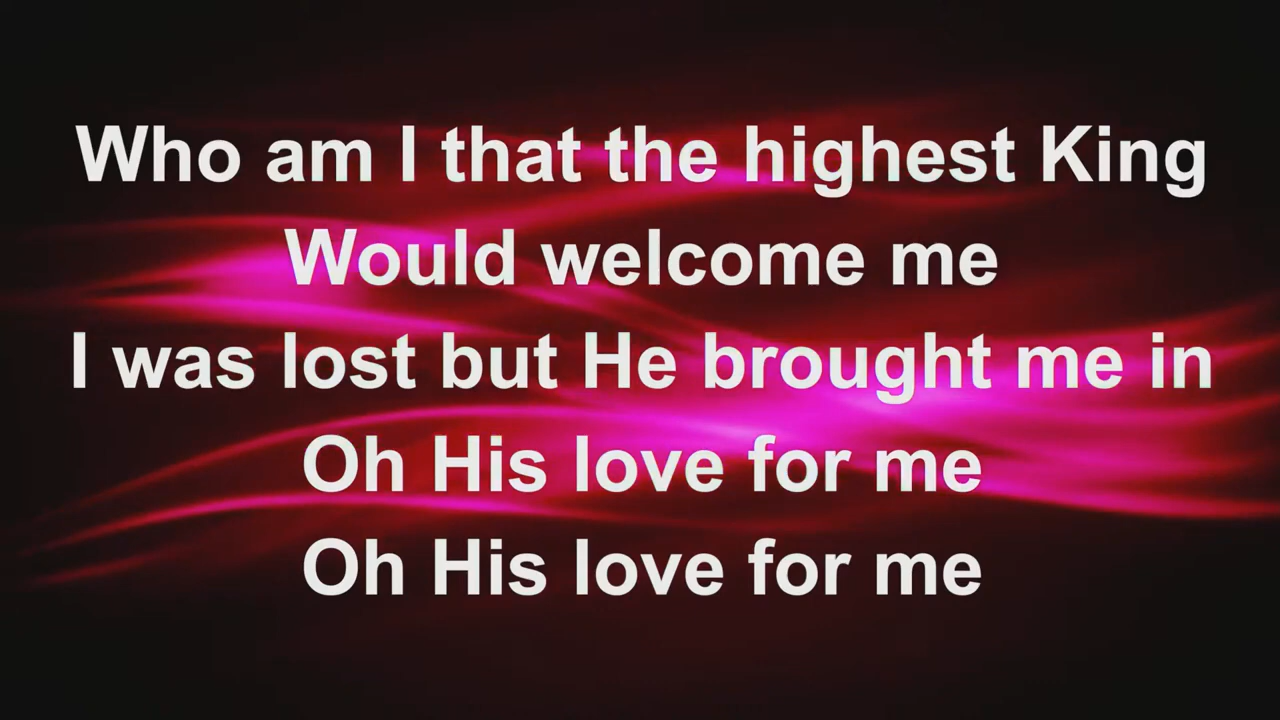 Who am I that the highest King
Would welcome me
I was lost but He brought me in
Oh His love for me
Oh His love for me